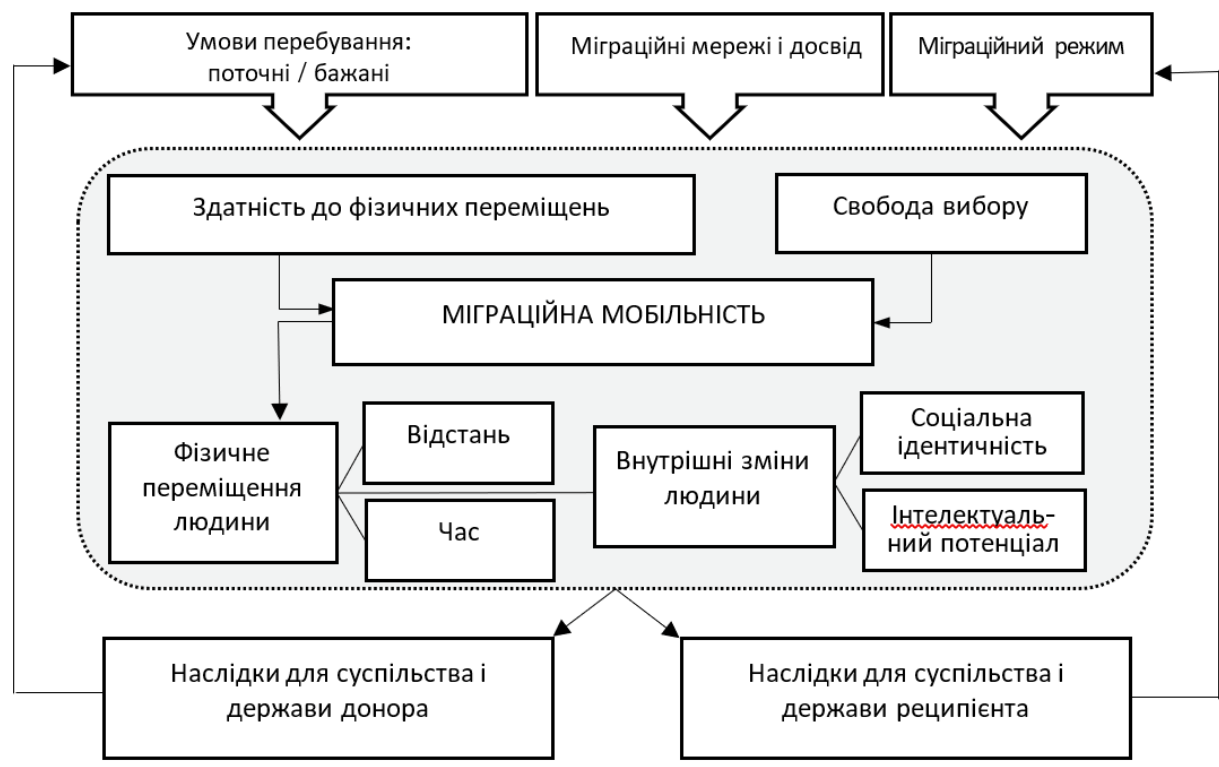 Умови перебування:
поточні / бажані
Міграційні мережі і досвід
Міграційний режим
Здатність до фізичних переміщень
Свобода вибору
МІГРАЦІЙНА МОБІЛЬНІСТЬ
Фізичне
переміщення
людини
Відстань
Час
Внутрішні зміни
людини
Соціальна
ідентичність
Інтелектуаль-
ний потенціал
Наслідки для суспільства і
держави донора
Наслідки для суспільства і
держави реципієнта